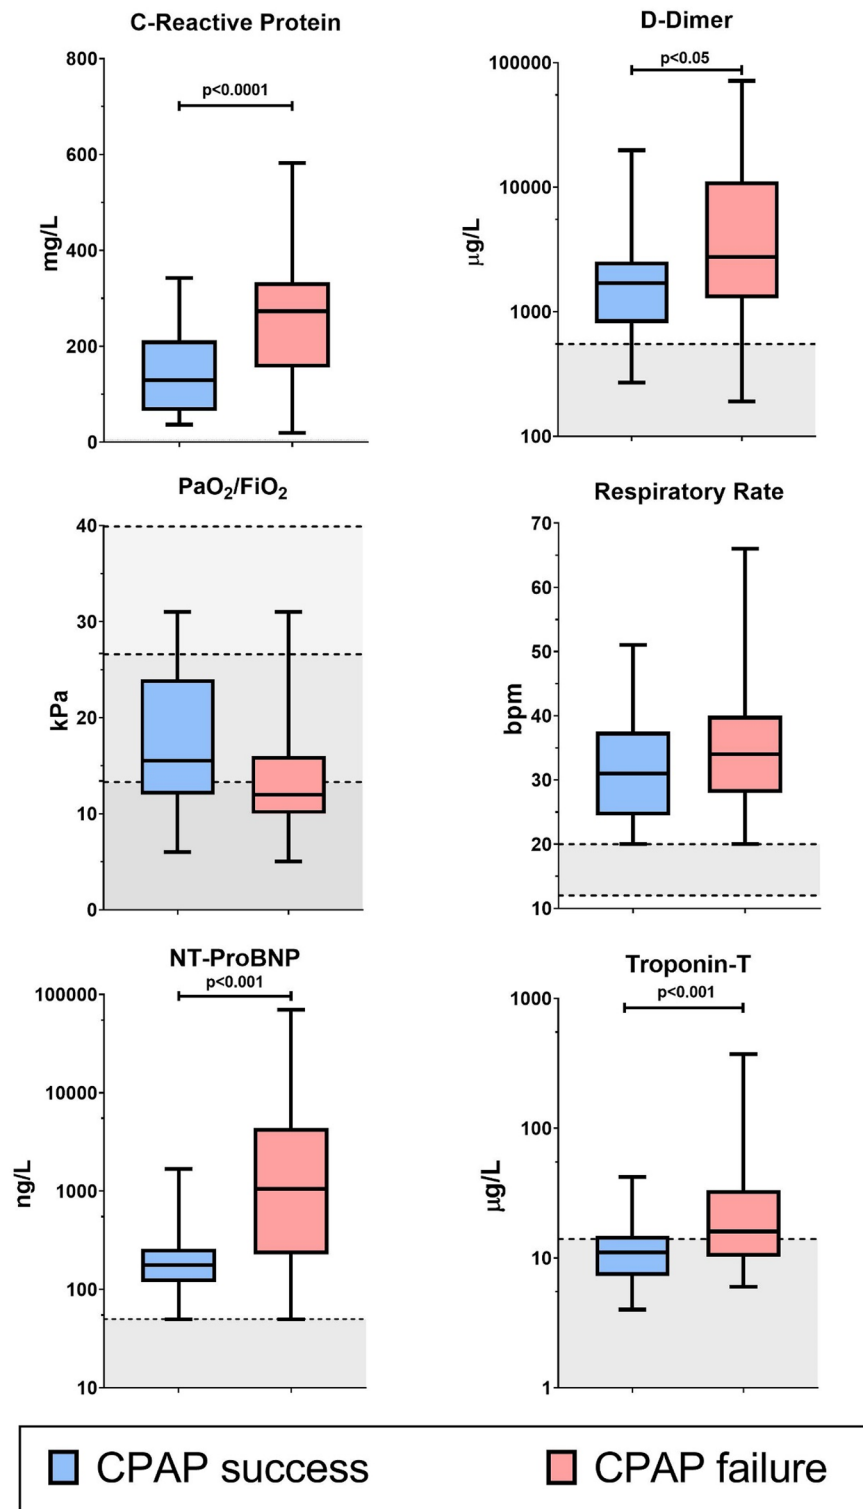 C-Reactive Protein
p<0.0001
mg/L
800
600
400
200
0
D-Dimer
p<0.05
μg/L
100000
10000
1000
100
PaO₂/FiO₂
kPa
40
30
20
10
0
Respiratory Rate
bpm
70
60
50
40
30
20
10
NT-ProBNP
p<0.001
ng/L
100000
10000
1000
100
10
Troponin-T
p<0.001
μg/L
1000
100
10
1
CPAP success
CPAP failure